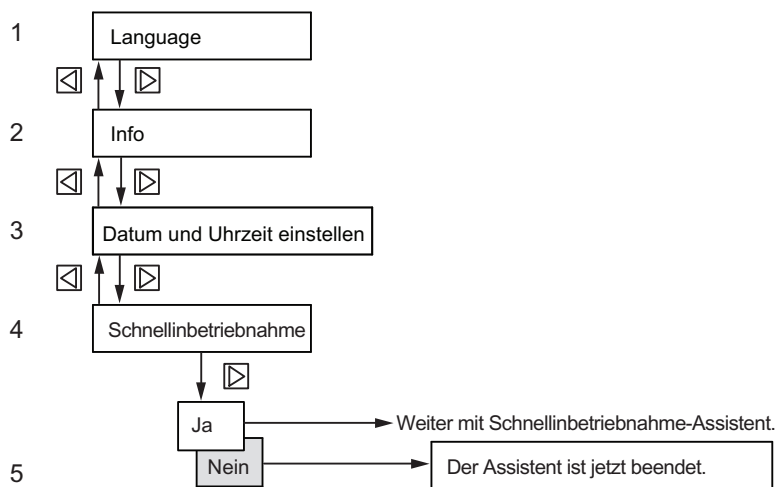 1
Language
2
Info
3
Datum und Uhrzeit einstellen
4
Schnellinbetriebnahme
Ja
Weiter mit Schnellinbetriebnahme-Assistent.
5
Nein
Der Assistent ist jetzt beendet.